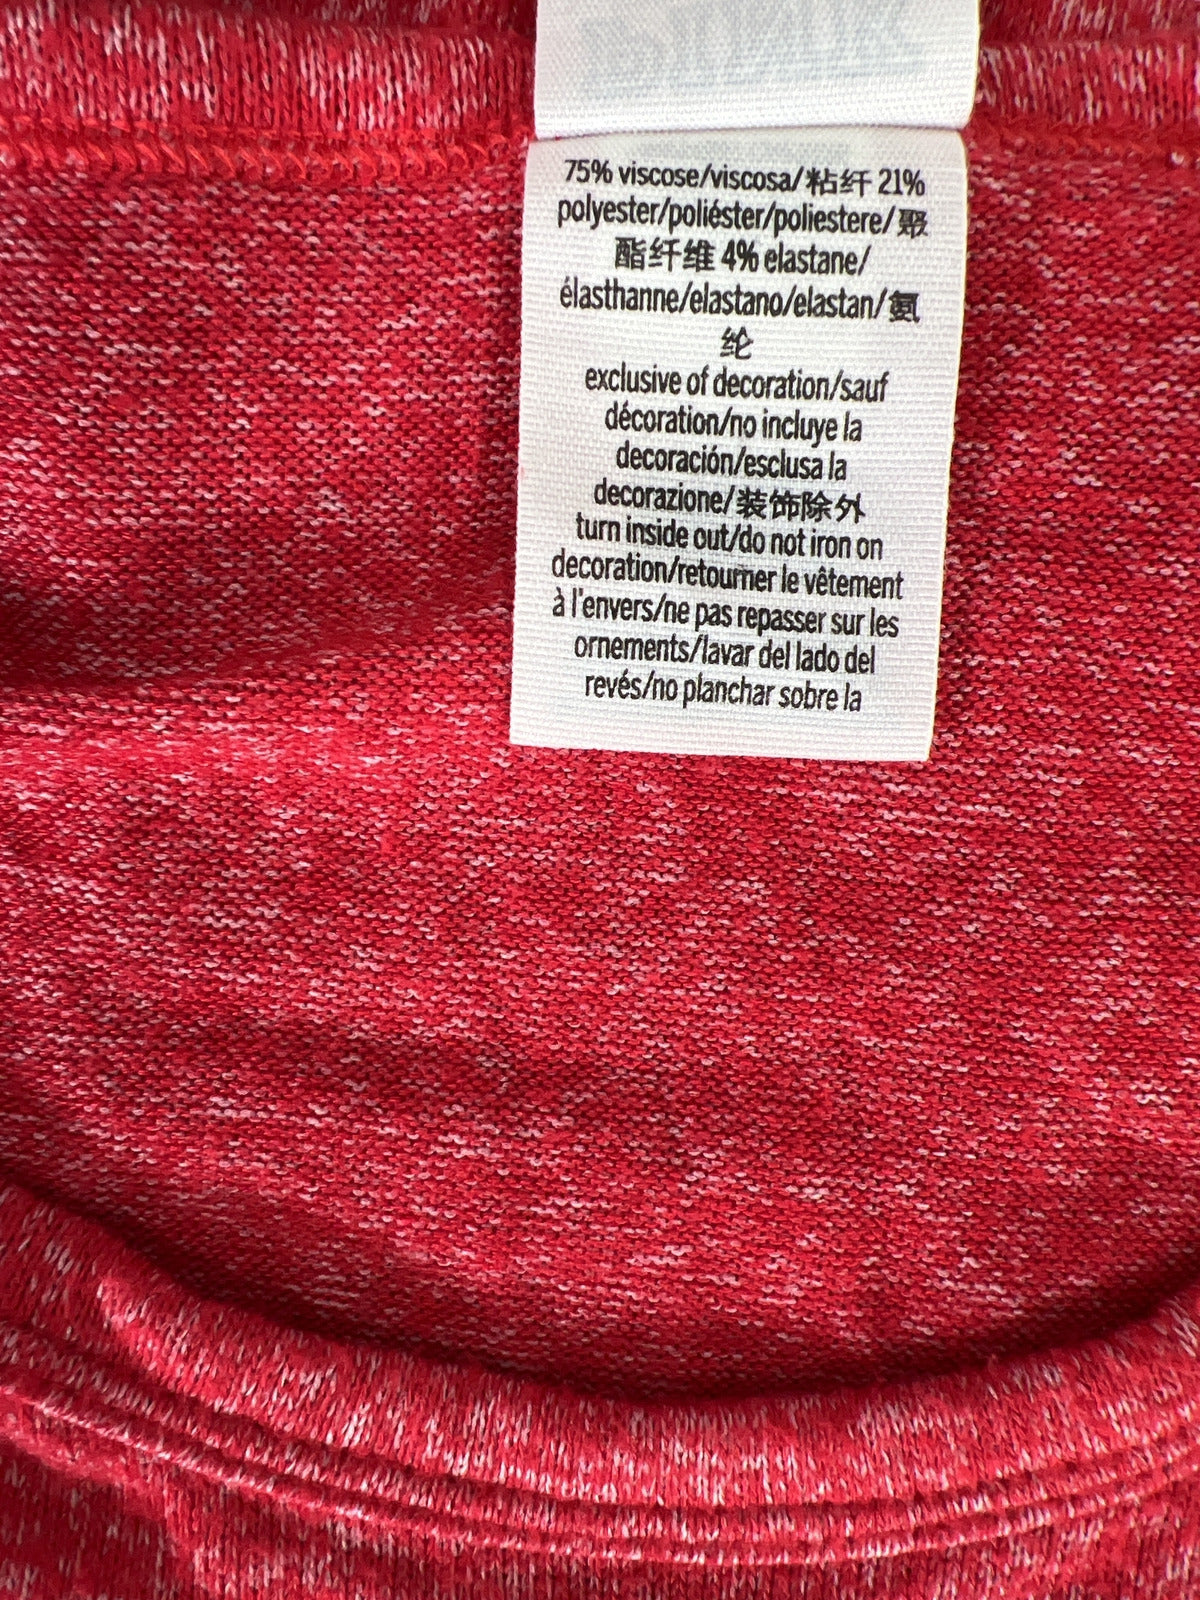 75% viscose/viscosa/粘纤 21%
polyester/poliéster/poliestere/聚
酯纤维 4% elastane/
élasthanne/elastano/elastan/氨
纶
exclusive of decoration/sauf
décoration/no incluye la
decoración/esclusa la
decorazione/装饰除外
turn inside out/do not iron on
decoration/retourner le vêtement
à l'envers/ne pas repasser sur les
ornements/lavar del lado del
revés/no planchar sobre la